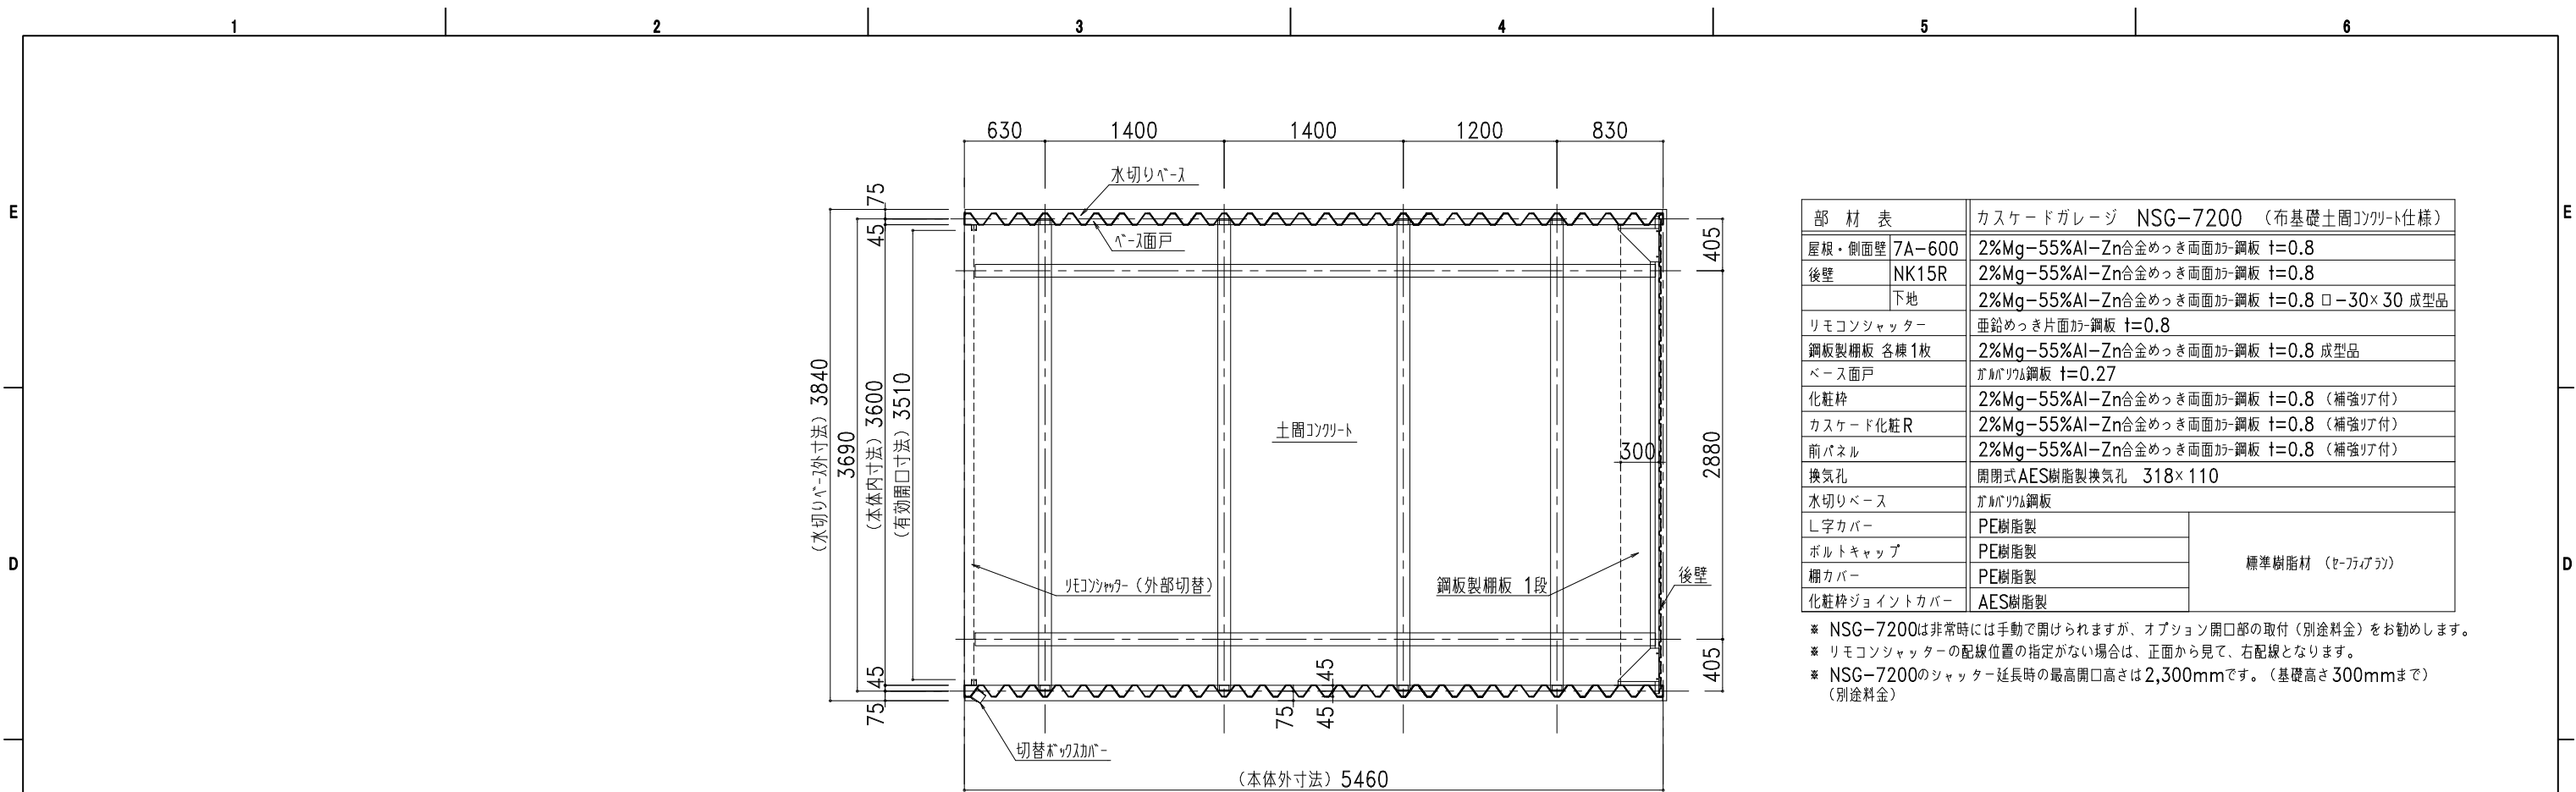 1 2 3 4 5 6
630 1400 1400 1200 830
水切りベース
ベース面戸
75
45
405
E
E
部 材 表 カスケードガレージ NSG-7200 (布基礎土間コンクリート仕様)
屋根・側面壁 7A-600 2%Mg-55%Al-Zn合金めっき両面カラー鋼板 t=0.8
後壁 NK15R 2%Mg-55%Al-Zn合金めっき両面カラー鋼板 t=0.8
下地 2%Mg-55%Al-Zn合金めっき両面カラー鋼板 t=0.8 ロ-30×30 成型品
リモコンシャッター 亜鉛めっき片面カラー鋼板 t=0.8
鋼板製棚板 各棟1枚 2%Mg-55%Al-Zn合金めっき両面カラー鋼板 t=0.8 成型品
ベース面戸 ガルバリウム鋼板 t=0.27
化粧枠 2%Mg-55%Al-Zn合金めっき両面カラー鋼板 t=0.8 (補強リブ付)
カスケード化粧R 2%Mg-55%Al-Zn合金めっき両面カラー鋼板 t=0.8 (補強リブ付)
前パネル 2%Mg-55%Al-Zn合金めっき両面カラー鋼板 t=0.8 (補強リブ付)
換気孔 開閉式AES樹脂製換気孔 318×110
水切りベース ガルバリウム鋼板
L字カバー PE樹脂製
ボルトキャップ PE樹脂製
棚カバー PE樹脂製
化粧枠ジョイントカバー AES樹脂製
標準樹脂材 (セーフティブラン)
※ NSG-7200は非常時には手動で開けられますが、オプション開口部の取付(別途料金)をお勧めします。
※ リモコンシャッターの配線位置の指定がない場合は、正面から見て、右配線となります。
※ NSG-7200のシャッター延長時の最高開口高さは2,300mmです。(基礎高さ300mmまで)
(別途料金)
(水切りベース外寸法) 3840
3690
(本体内寸法) 3600
(有効開口寸法) 3510
土間コンクリート
300
2880
D
D
リモコンシャッター(外部切替)
鋼板製棚板 1段
後壁
405
45
75
45
75
45
切替ボックスカバー
(本体外寸法) 5460